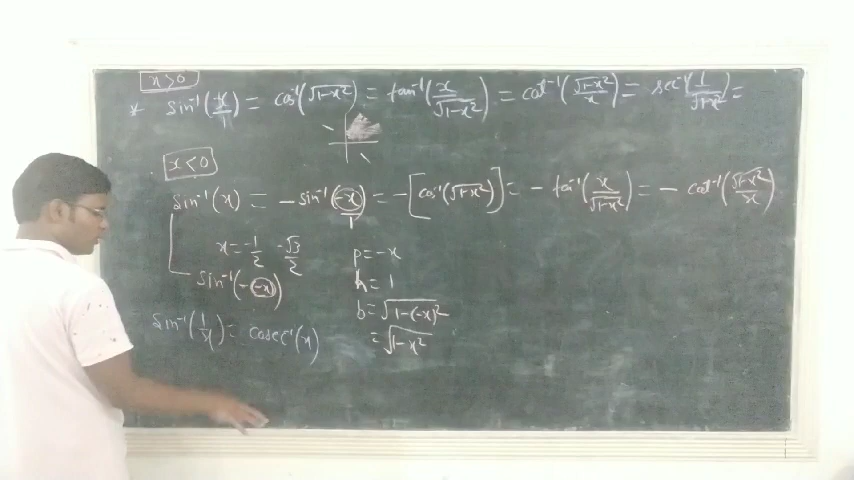 x>0
* sin⁻¹(x/1) = cos⁻¹(√1-x²) = tan⁻¹(x/√1-x²) = cot⁻¹(√1-x²/x) = sec⁻¹(1/√1-x²) =
x<0
sin⁻¹(x) = - sin⁻¹(-x/1) = -[cos⁻¹(√1-x²)] = - tan⁻¹(x/√1-x²) = - cot⁻¹(√1-x²/x)
x = -1/2 -√3/2
p = -x
sin⁻¹(- -x)
h = 1
b = √1-(-x)²
sin⁻¹(1/x) = cosec⁻¹(x)
= √1-x²